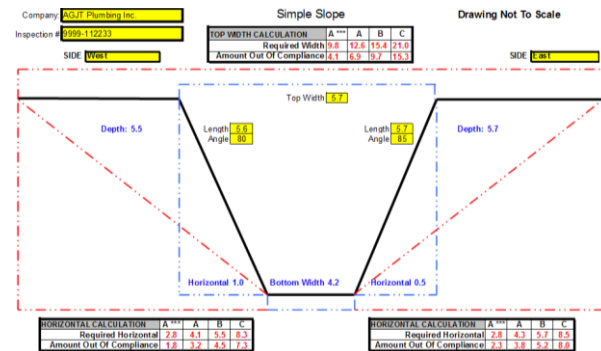 Company: AGJT Plumbing Inc. Simple Slope Drawing Not To Scale
Inspection # 9999-112233
TOP WIDTH CALCULATION A *** A B C
Required Width 9.8 12.6 15.4 21.0
Amount Out Of Compliance 4.1 6.9 9.7 15.3
SIDE West SIDE East
Top Width 5.7
Depth: 5.5 Length 5.6 Length 5.7 Depth: 5.7
Angle 80 Angle 85
Horizontal 1.0 Bottom Width 4.2 Horizontal 0.5
HORIZONTAL CALCULATION A *** A B C HORIZONTAL CALCULATION A *** A B C
Required Horizontal 2.8 4.1 5.5 8.3 Required Horizontal 2.8 4.3 5.7 8.5
Amount Out Of Compliance 1.8 3.2 4.5 7.3 Amount Out Of Compliance 2.3 3.8 5.2 8.0